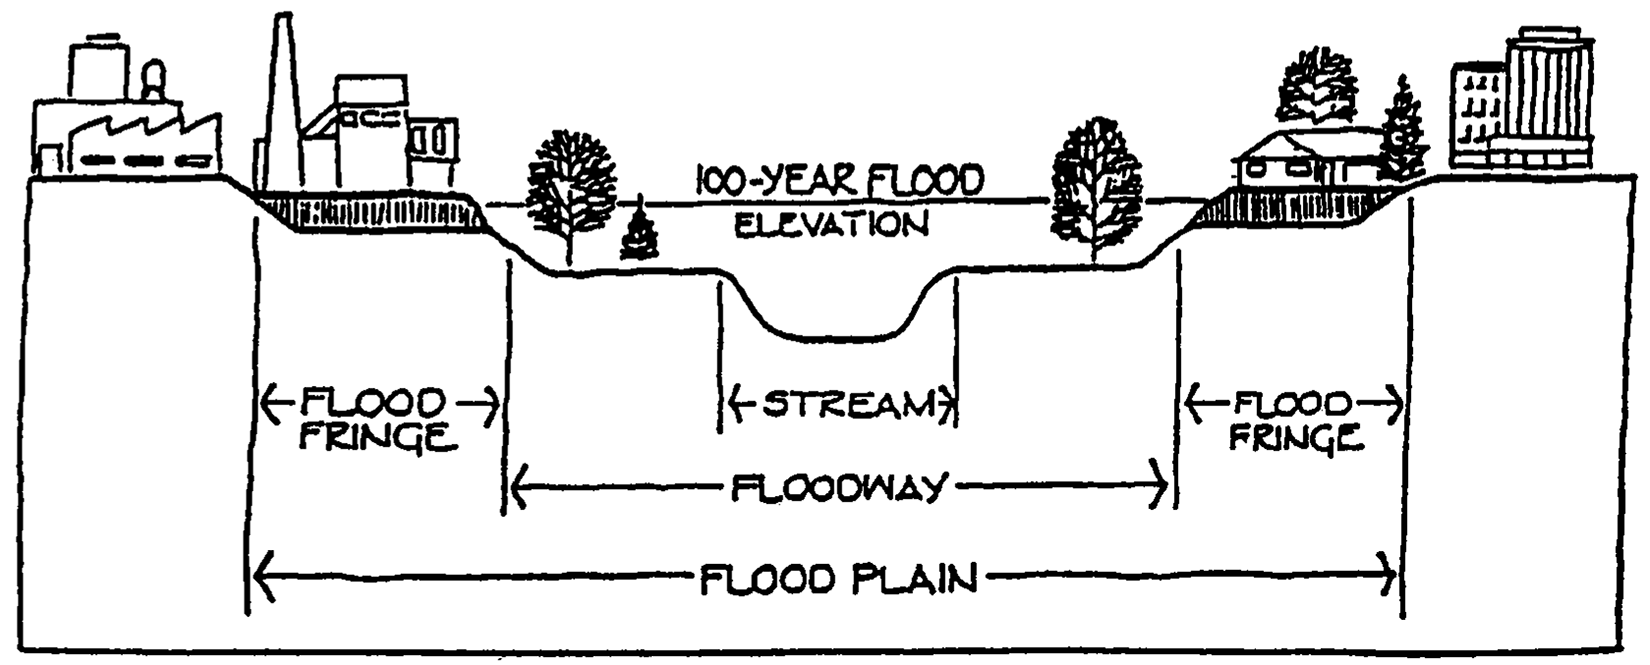 100-YEAR FLOOD
ELEVATION
FLOOD
FRINGE
STREAM
FLOOD
FRINGE
FLOODWAY
FLOOD PLAIN